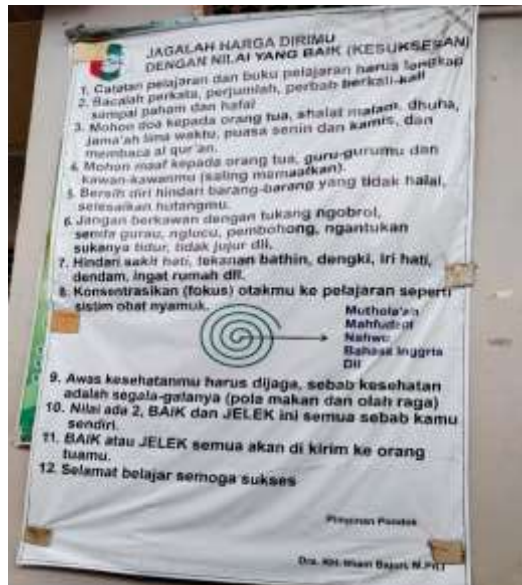 JAGALAH HARGA DIRIMU
DENGAN NILAI YANG BAIK (KESUKSESAN)
1. Catatan pelajaran dan buku pelajaran harus lengkap
2. Bacalah perkata, perjumlah, perbab berkali-kali
sampai paham dan hafal
3. Mohon doa kepada orang tua, shalat malam, dhuha,
jama'ah lima waktu, puasa senin dan kamis, dan
membaca al qur'an.
4. Mohon maaf kepada orang tua, guru-gurumu dan
kawan-kawanmu (saling memaafkan).
5. Bersih diri hindari barang-barang yang tidak halal,
selesaikan hutangmu.
6. Jangan berkawan dengan tukang ngobrol,
senda gurau, nglucu, pembohong, ngantukan
sukanya tidur, tidak jujur dll.
7. Hindari sakit hati, tekanan bathin, dengki, iri hati,
dendam, ingat rumah dll.
8. Konsentrasikan (fokus) otakmu ke pelajaran seperti
sistim obat nyamuk.
Muthola'ah
Mahfudzat
Nahwu
Bahasa Inggris
Dll
9. Awas kesehatanmu harus dijaga, sebab kesehatan
adalah segala-galanya (pola makan dan olah raga)
10. Nilai ada 2, BAIK dan JELEK ini semua sebab kamu
sendiri.
11. BAIK atau JELEK semua akan di kirim ke orang
tuamu.
12. Selamat belajar semoga sukses
Pimpinan Pondok
Drs. KH. Imam Bajuri, M.Pd.I